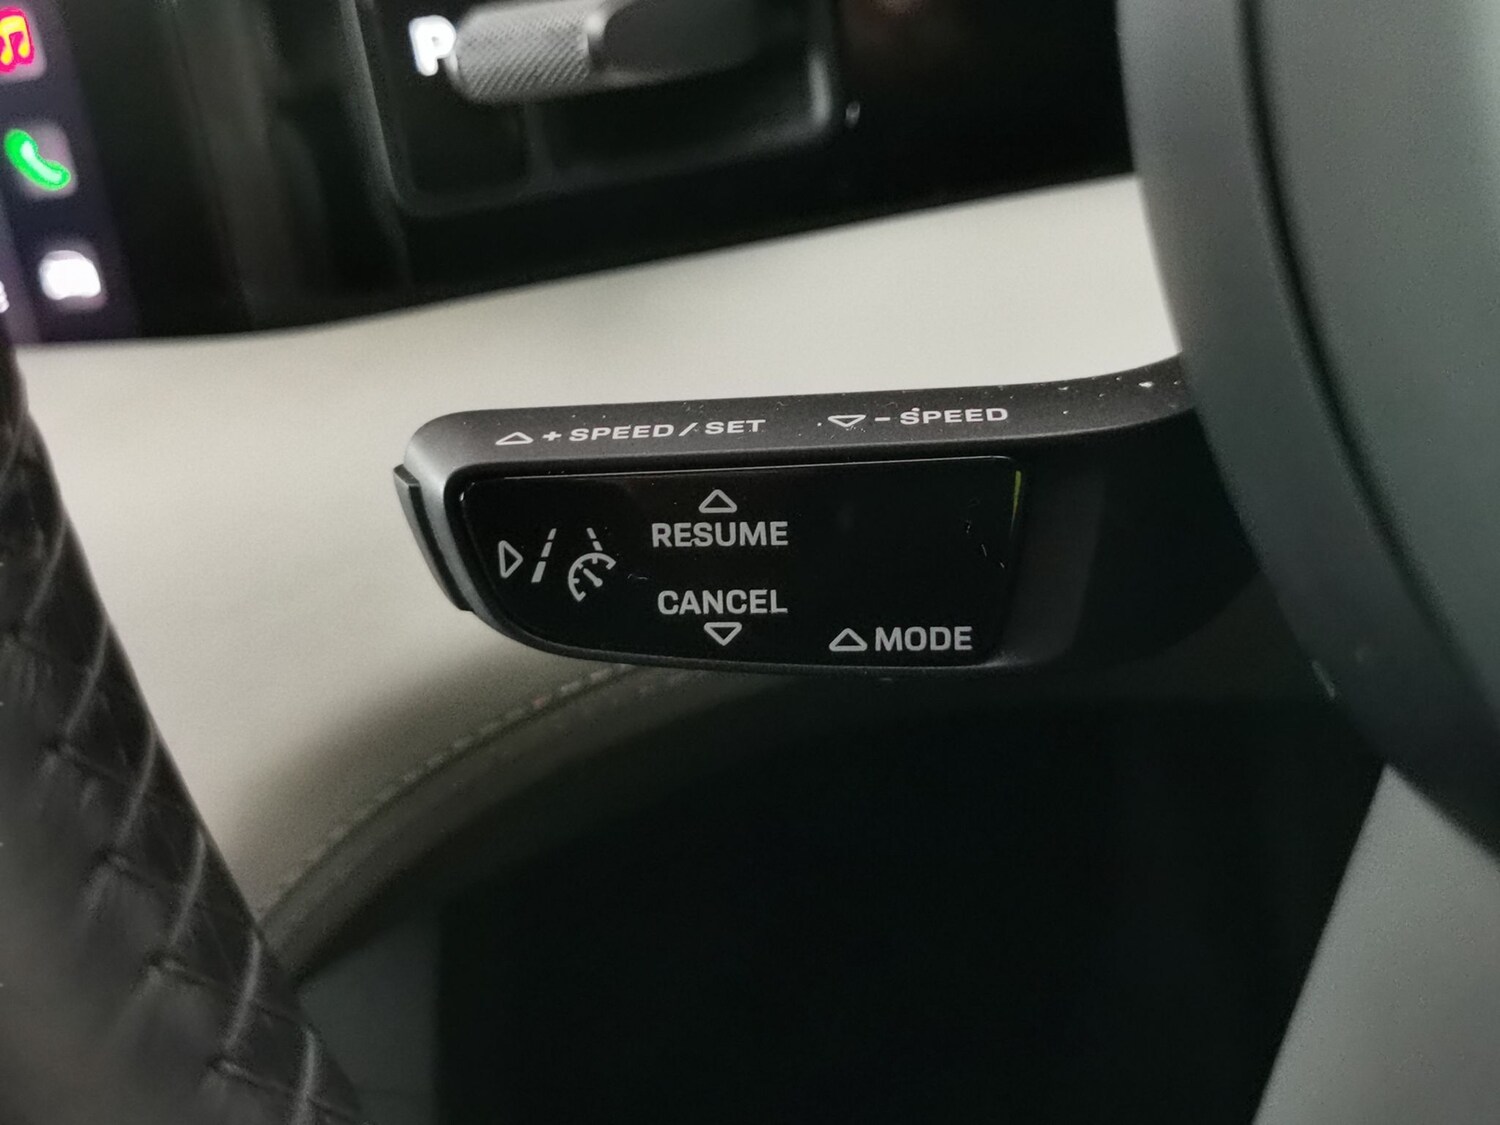 P
+ SPEED / SET
- SPEED
RESUME
CANCEL
MODE